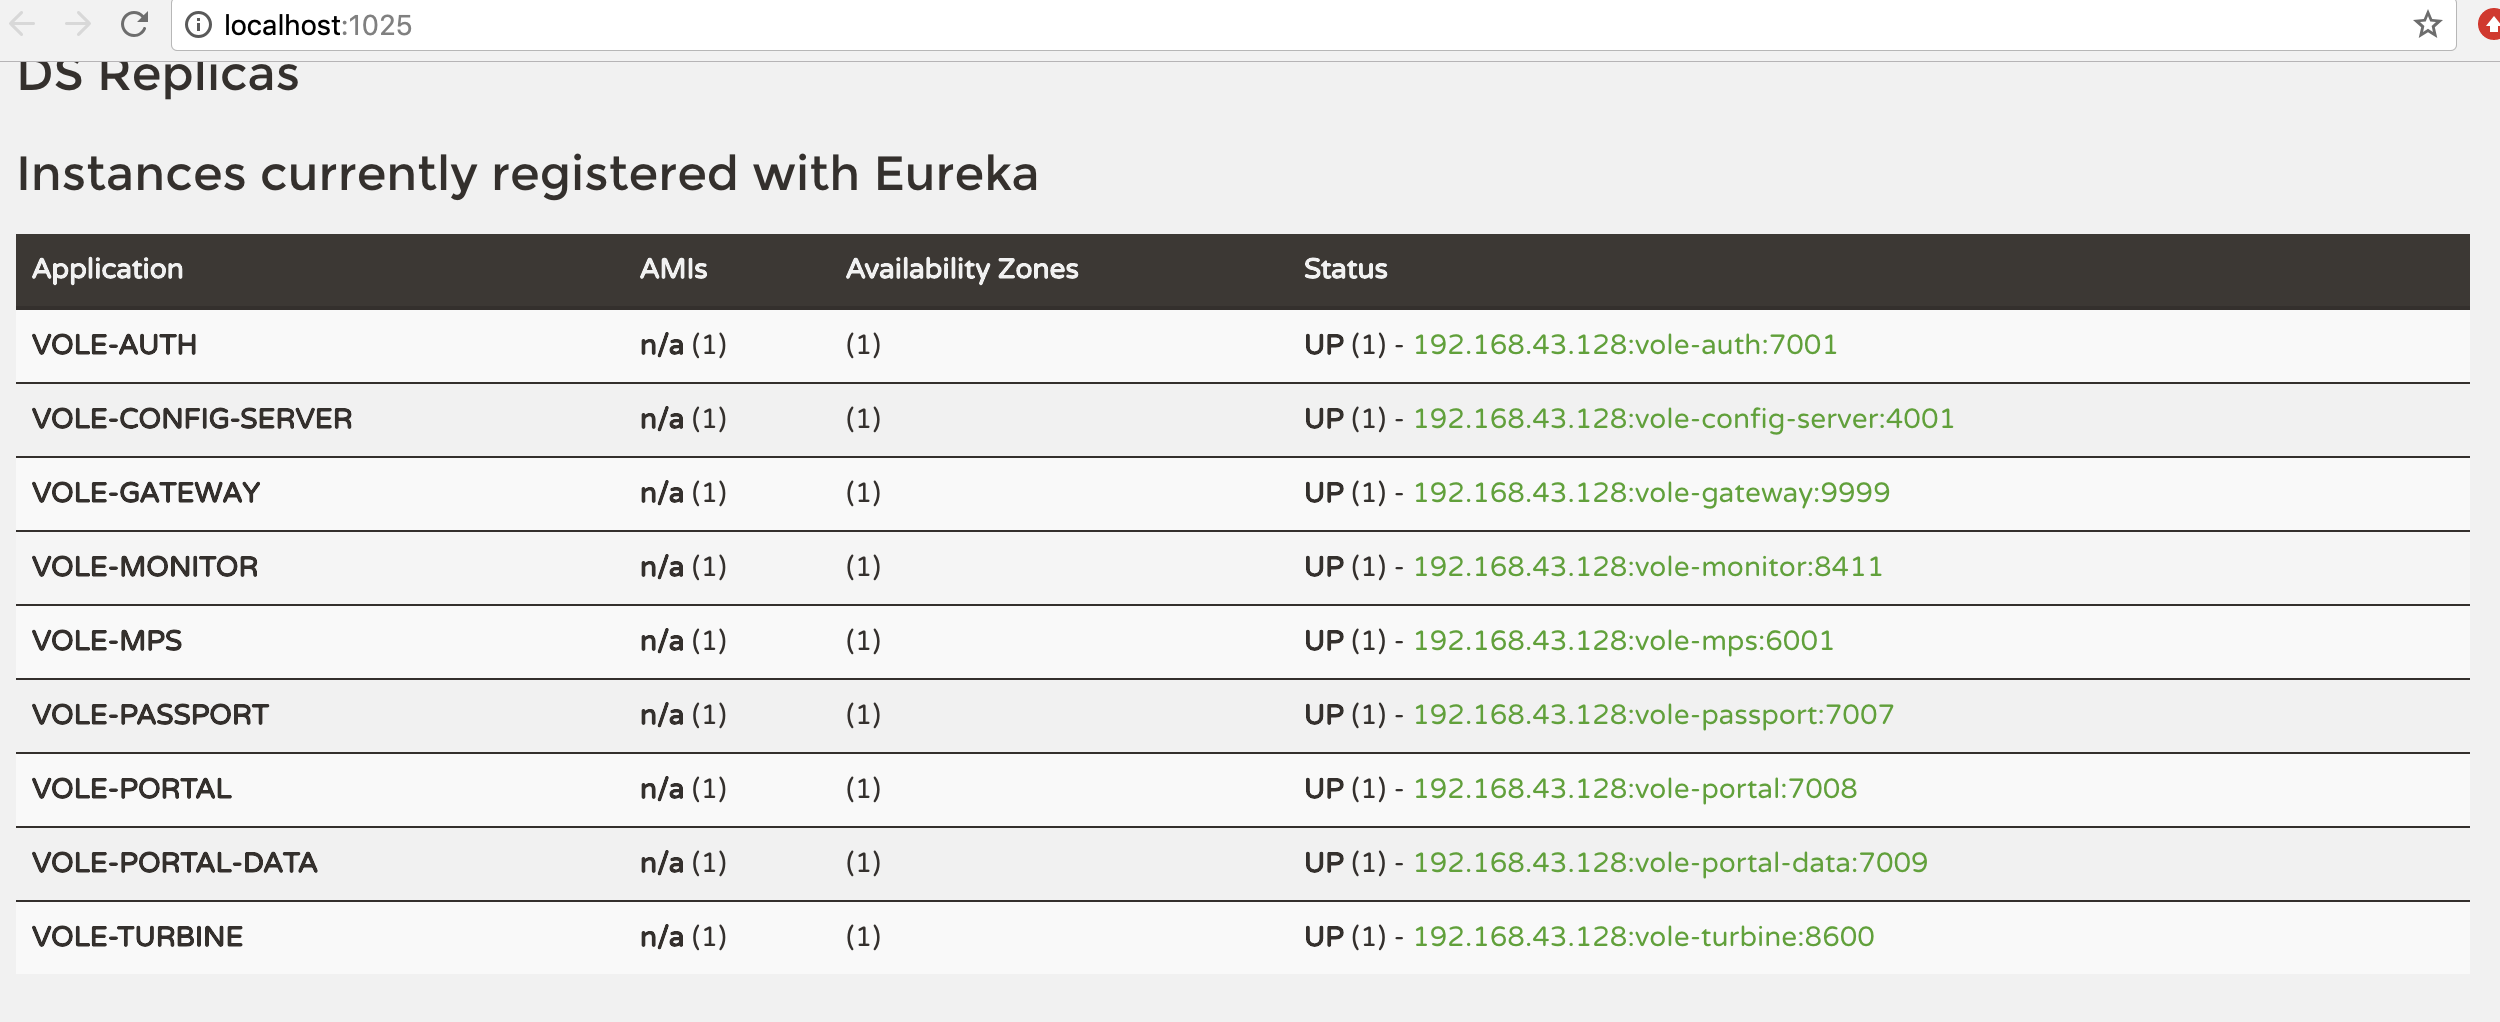 localhost:1025
DS Replicas
Instances currently registered with Eureka
Application AMIs Availability Zones Status
VOLE-AUTH n/a (1) (1) UP (1) - 192.168.43.128:vole-auth:7001
VOLE-CONFIG-SERVER n/a (1) (1) UP (1) - 192.168.43.128:vole-config-server:4001
VOLE-GATEWAY n/a (1) (1) UP (1) - 192.168.43.128:vole-gateway:9999
VOLE-MONITOR n/a (1) (1) UP (1) - 192.168.43.128:vole-monitor:8411
VOLE-MPS n/a (1) (1) UP (1) - 192.168.43.128:vole-mps:6001
VOLE-PASSPORT n/a (1) (1) UP (1) - 192.168.43.128:vole-passport:7007
VOLE-PORTAL n/a (1) (1) UP (1) - 192.168.43.128:vole-portal:7008
VOLE-PORTAL-DATA n/a (1) (1) UP (1) - 192.168.43.128:vole-portal-data:7009
VOLE-TURBINE n/a (1) (1) UP (1) - 192.168.43.128:vole-turbine:8600